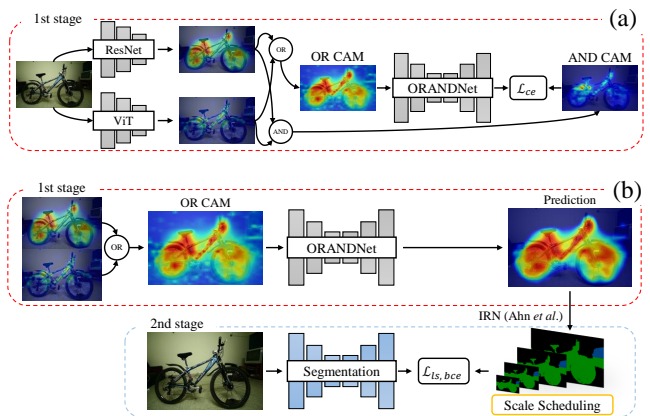 1st stage
(a)
ResNet
OR
OR CAM
AND CAM
ORANDNet
ℒce
ViT
AND
1st stage
(b)
OR CAM
Prediction
OR
ORANDNet
IRN (Ahn et al.)
2nd stage
Segmentation
ℒls, bce
Scale Scheduling